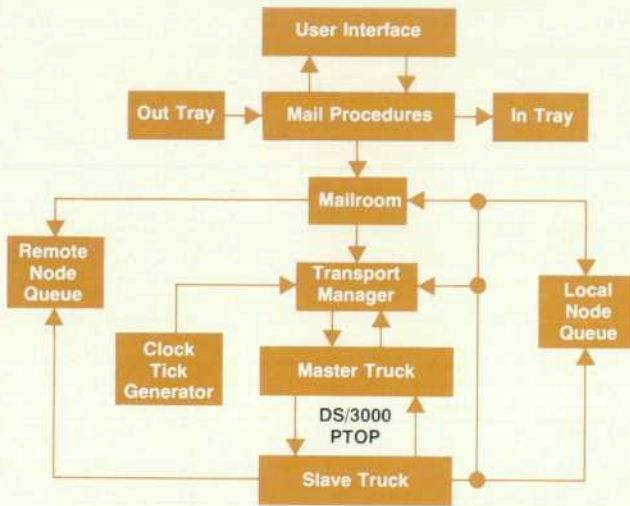 User Interface
Out Tray
Mail Procedures
In Tray
Mailroom
Remote
Node
Queue
Transport
Manager
Local
Node
Queue
Clock
Tick
Generator
Master Truck
DS/3000
PTOP
Slave Truck